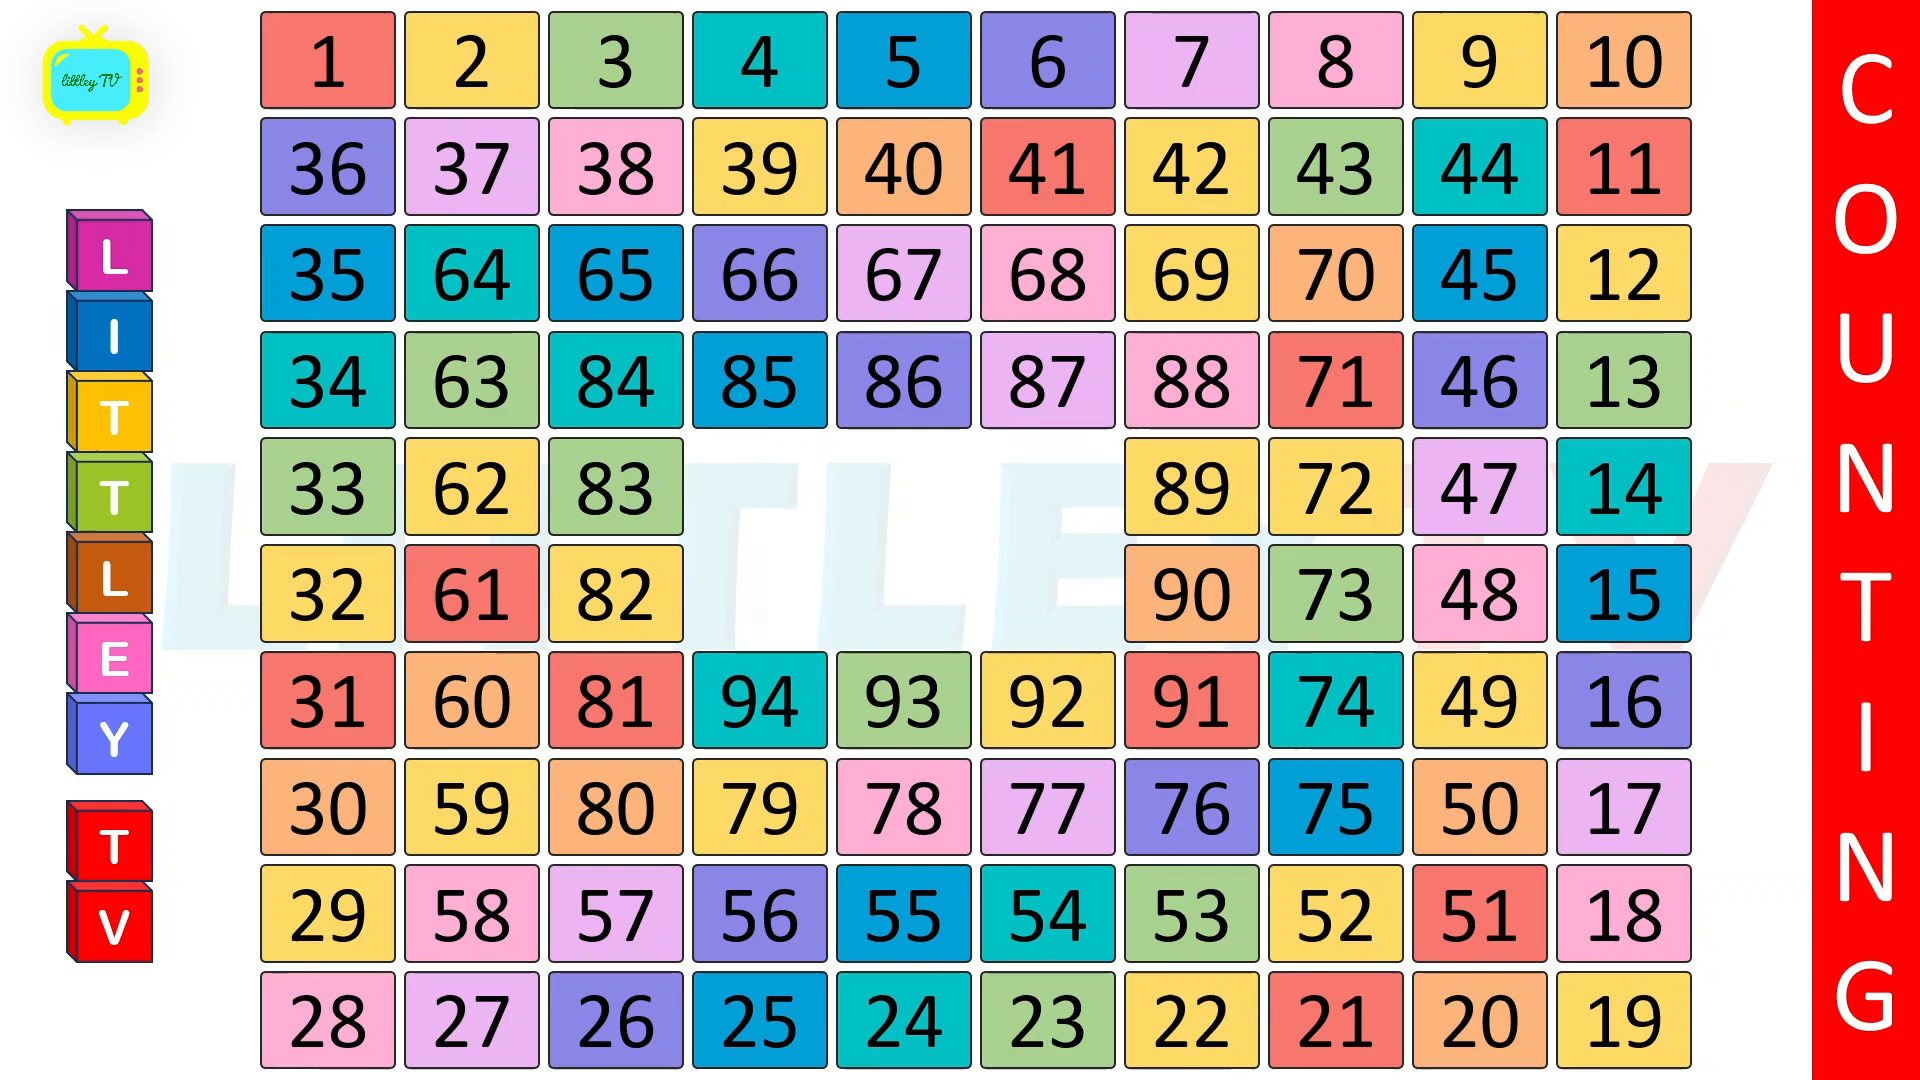 littley TV
LITTLEY TV
1 2 3 4 5 6 7 8 9 10
36 37 38 39 40 41 42 43 44 11
35 64 65 66 67 68 69 70 45 12
34 63 84 85 86 87 88 71 46 13
33 62 83 89 72 47 14
32 61 82 90 73 48 15
31 60 81 94 93 92 91 74 49 16
30 59 80 79 78 77 76 75 50 17
29 58 57 56 55 54 53 52 51 18
28 27 26 25 24 23 22 21 20 19
LITTLEY TV
COUNTING